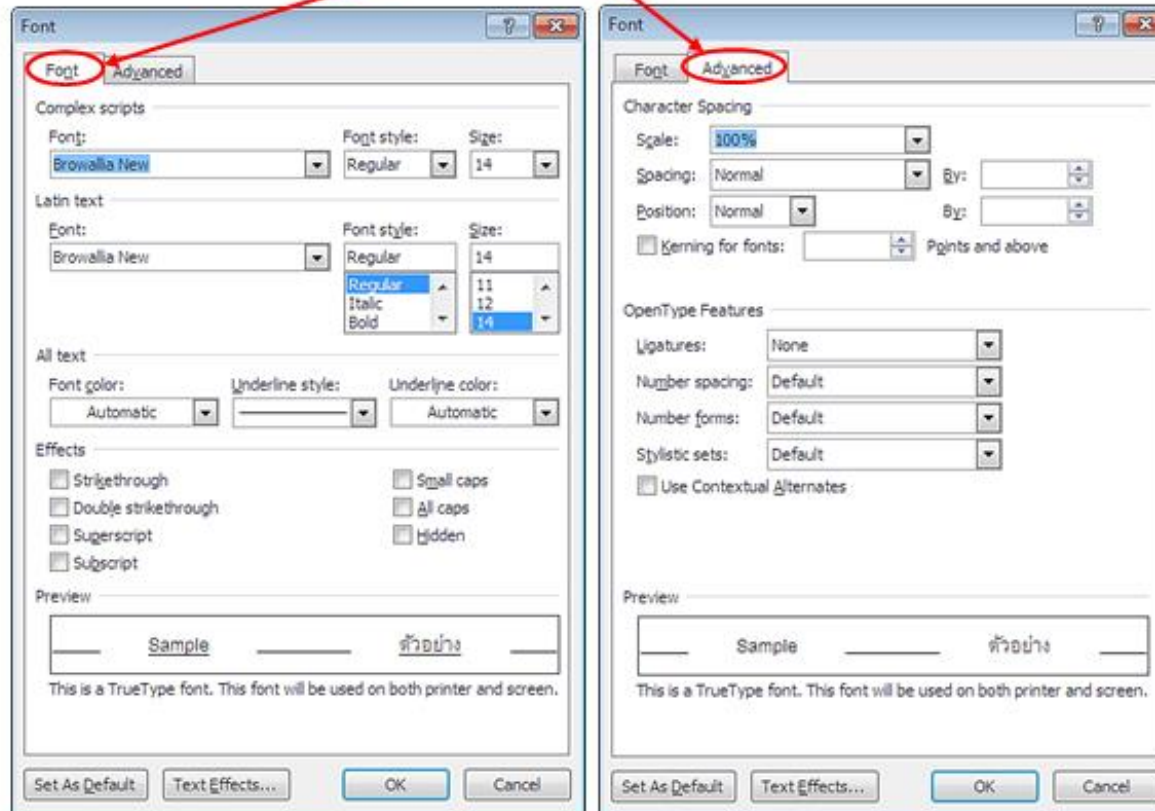 Font
Font Advanced
Complex scripts
Font: Font style: Size:
Browallia New Regular 14
Latin text
Font: Font style: Size:
Browallia New Regular 14
Regular 11
Italic 12
Bold 14
All text
Font color: Underline style: Underline color:
Automatic Automatic
Effects
Strikethrough Small caps
Double strikethrough All caps
Superscript Hidden
Subscript
Preview
Sample ตัวอย่าง
This is a TrueType font. This font will be used on both printer and screen.
Set As Default Text Effects... OK Cancel
Font
Font Advanced
Character Spacing
Scale: 100%
Spacing: Normal By:
Position: Normal By:
Kerning for fonts: Points and above
OpenType Features
Ligatures: None
Number spacing: Default
Number forms: Default
Stylistic sets: Default
Use Contextual Alternates
Preview
Sample ตัวอย่าง
This is a TrueType font. This font will be used on both printer and screen.
Set As Default Text Effects... OK Cancel